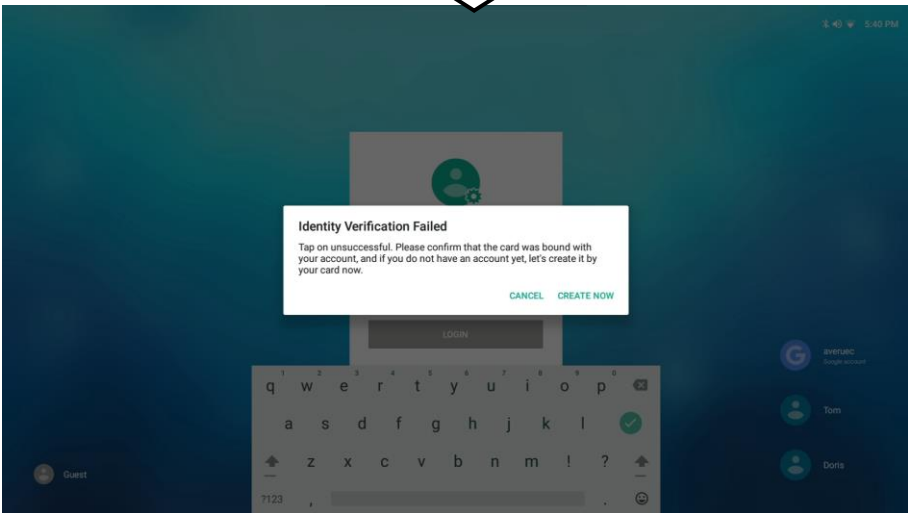 5:40 PM
Identity Verification Failed
Tap on unsuccessful. Please confirm that the card was bound with
your account, and if you do not have an account yet, let's create it by
your card now.
CANCEL CREATE NOW
LOGIN
averuec
Google account
Tom
Doris
Guest
1 2 3 4 5 6 7 8 9 0
q w e r t y u i o p
a s d f g h j k l
z x c v b n m ! ?
?123 , .